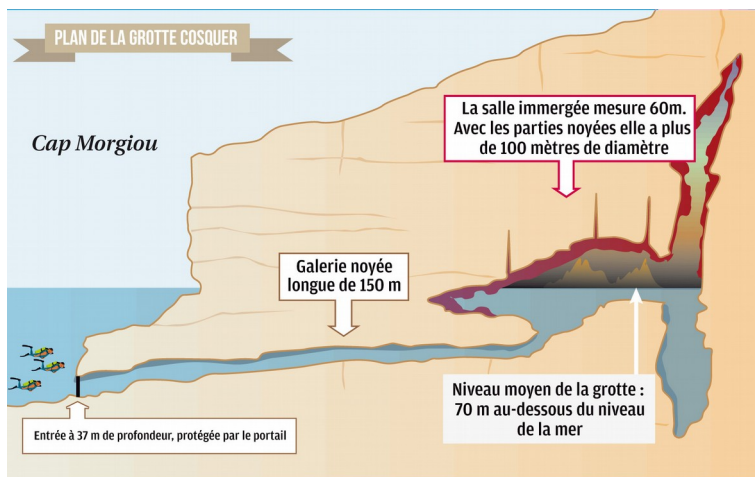 PLAN DE LA GROTTE COSQUER
Cap Morgiou
La salle immergée mesure 60m.
Avec les parties noyées elle a plus
de 100 mètres de diamètre
Galerie noyée
longue de 150 m
Niveau moyen de la grotte :
70 m au-dessous du niveau
de la mer
Entrée à 37 m de profondeur, protégée par le portail